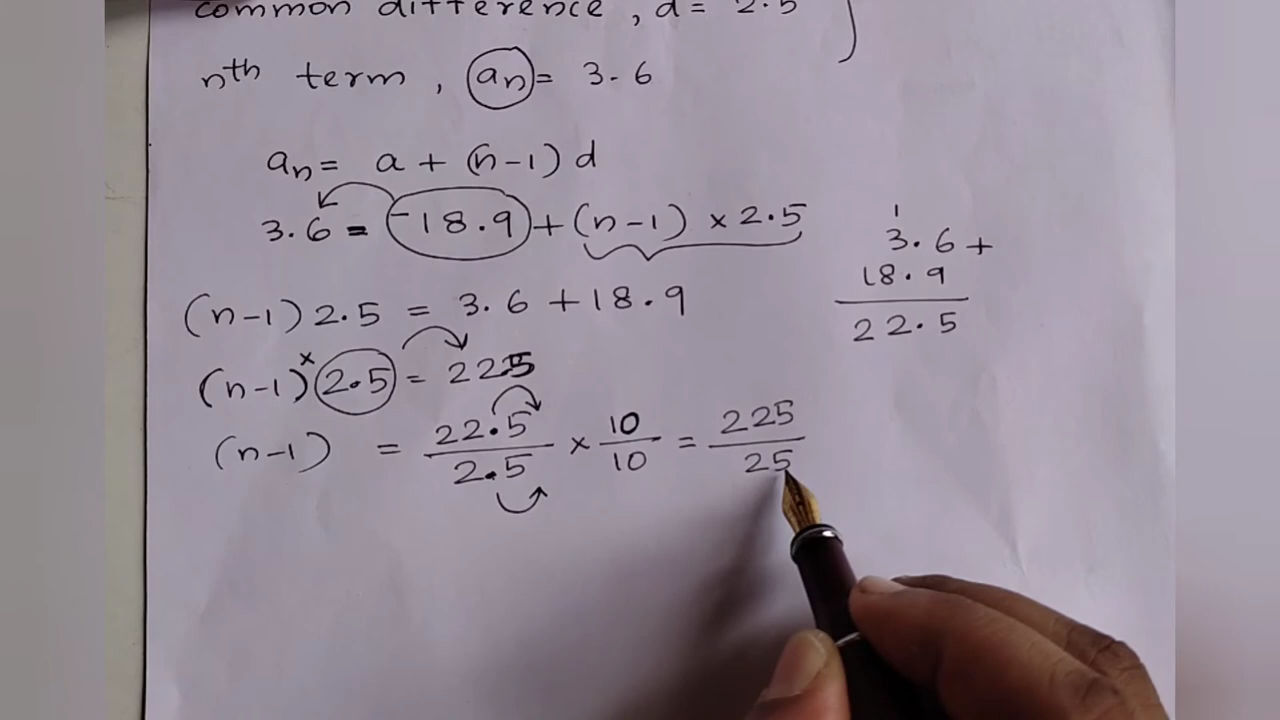 common difference, d = 2.5
nth term, an = 3.6
an = a + (n-1) d
3.6 = -18.9 + (n-1) × 2.5
(n-1) 2.5 = 3.6 + 18.9
(n-1) × 2.5 = 22.5
(n-1) = 22.5/2.5 × 10/10 = 225/25
1
3.6 +
18.9
22.5